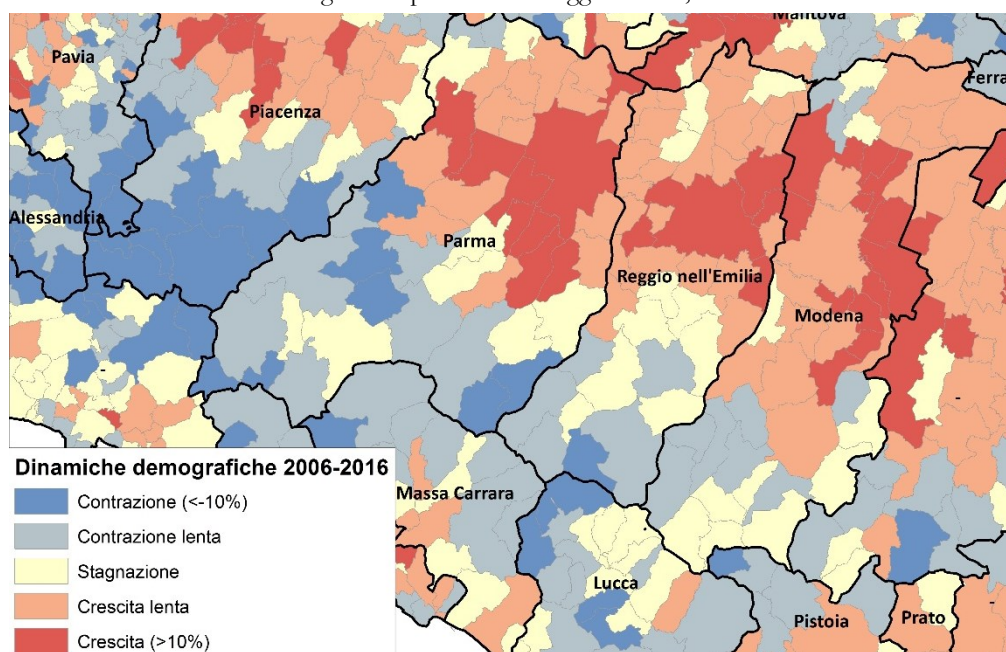 Mantova
Pavia
Ferra
Piacenza
Alessandria
Parma
Reggio nell'Emilia
Modena
Dinamiche demografiche 2006-2016
Contrazione (<-10%)
Contrazione lenta
Stagnazione
Crescita lenta
Crescita (>10%)
Massa Carrara
Lucca
Pistoia
Prato